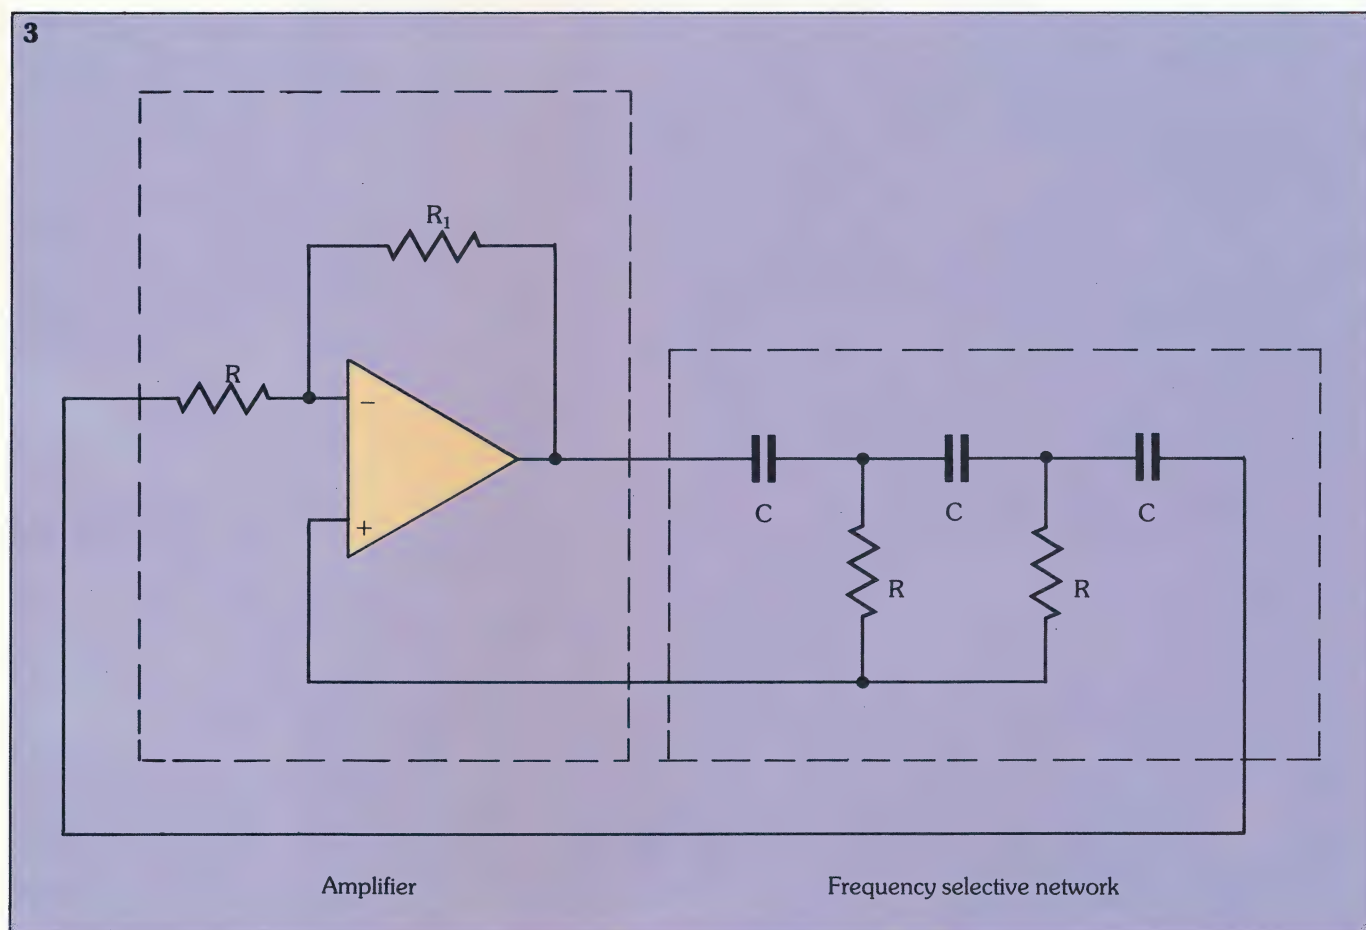 3
R₁
R
−
+
C
C
C
R
R
Amplifier
Frequency selective network